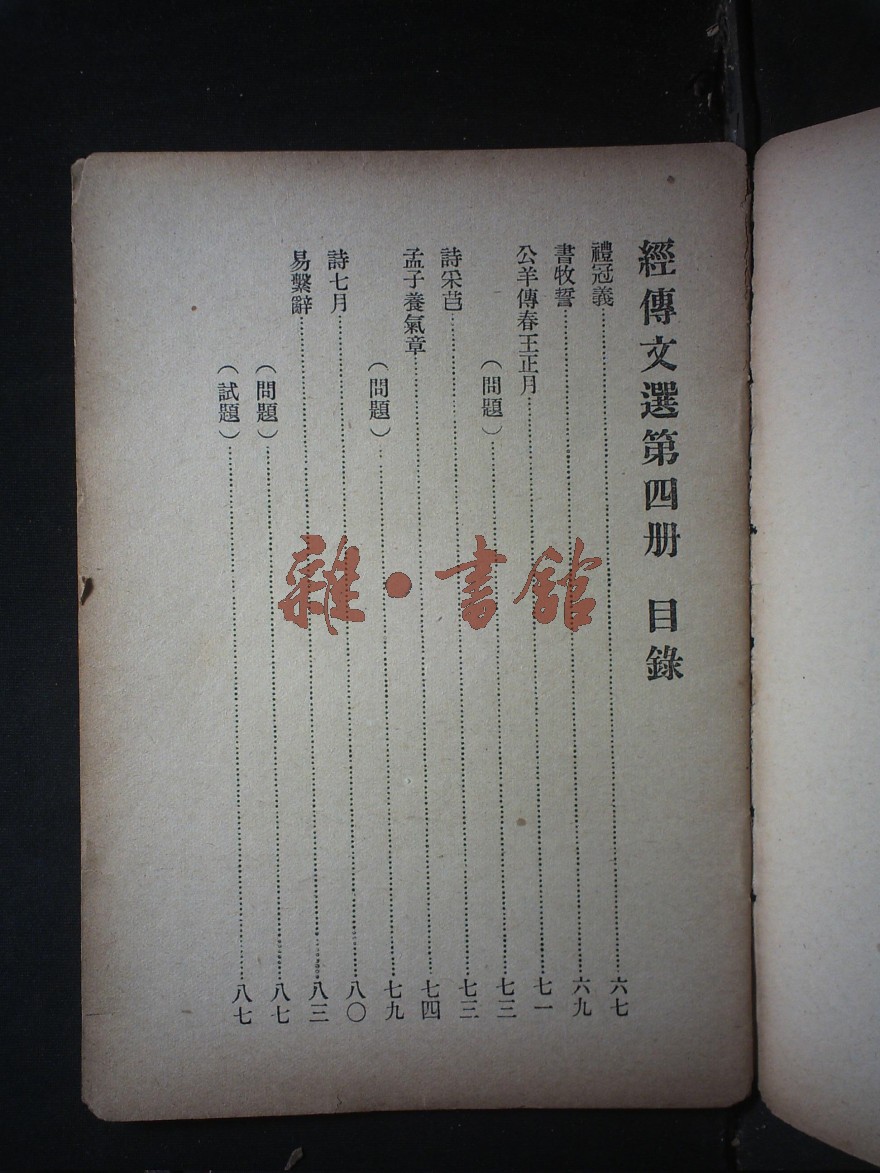 經傳文選第四册　目錄
禮冠義……六七
書牧誓……六九
公羊傳春王正月……七一
（問題）……七三
詩采芑……七三
孟子養氣章……七四
（問題）……七九
詩七月……八〇
易繫辭……八三
（問題）……八七
（試題）……八七
雜·書館